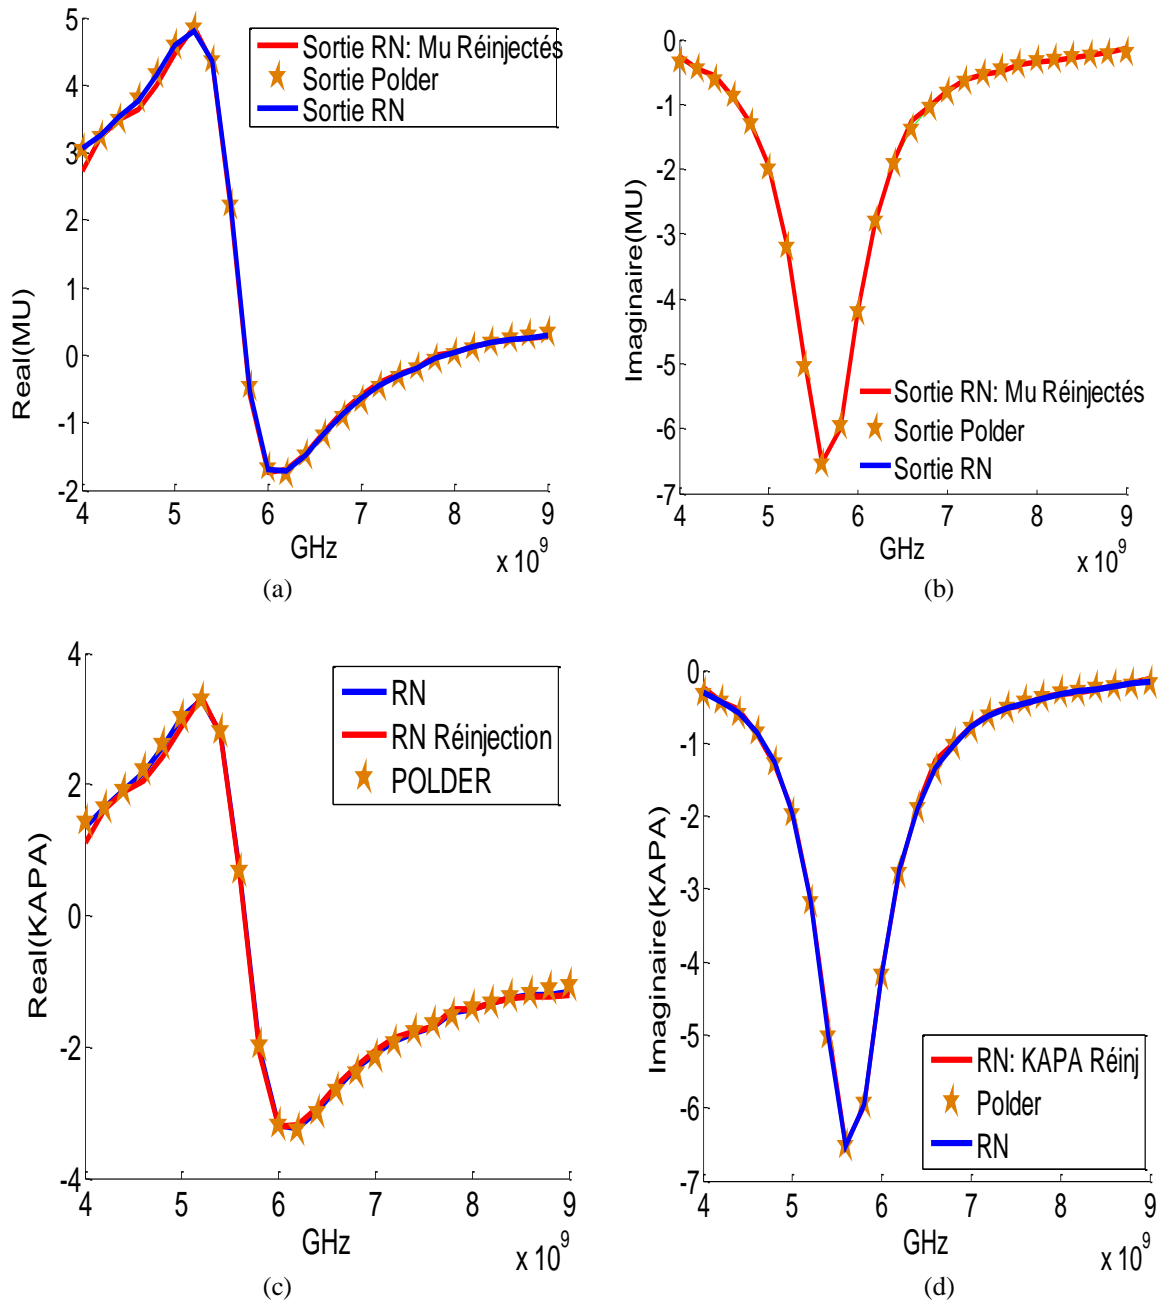 5
4
3
2
1
0
-1
-2
Real(MU)
Sortie RN: Mu Réinjectés
Sortie Polder
Sortie RN
4 5 6 7 8 9
GHz
x 10^9
(a)
0
-1
-2
-3
-4
-5
-6
-7
Imaginaire(MU)
Sortie RN: Mu Réinjectés
Sortie Polder
Sortie RN
4 5 6 7 8 9
GHz
x 10^9
(b)
4
2
0
-2
-4
Real(KAPA)
RN
RN Réinjection
POLDER
4 5 6 7 8 9
GHz
x 10^9
(c)
0
-1
-2
-3
-4
-5
-6
-7
Imaginaire(KAPA)
RN: KAPA Réinj
Polder
RN
4 5 6 7 8 9
GHz
x 10^9
(d)